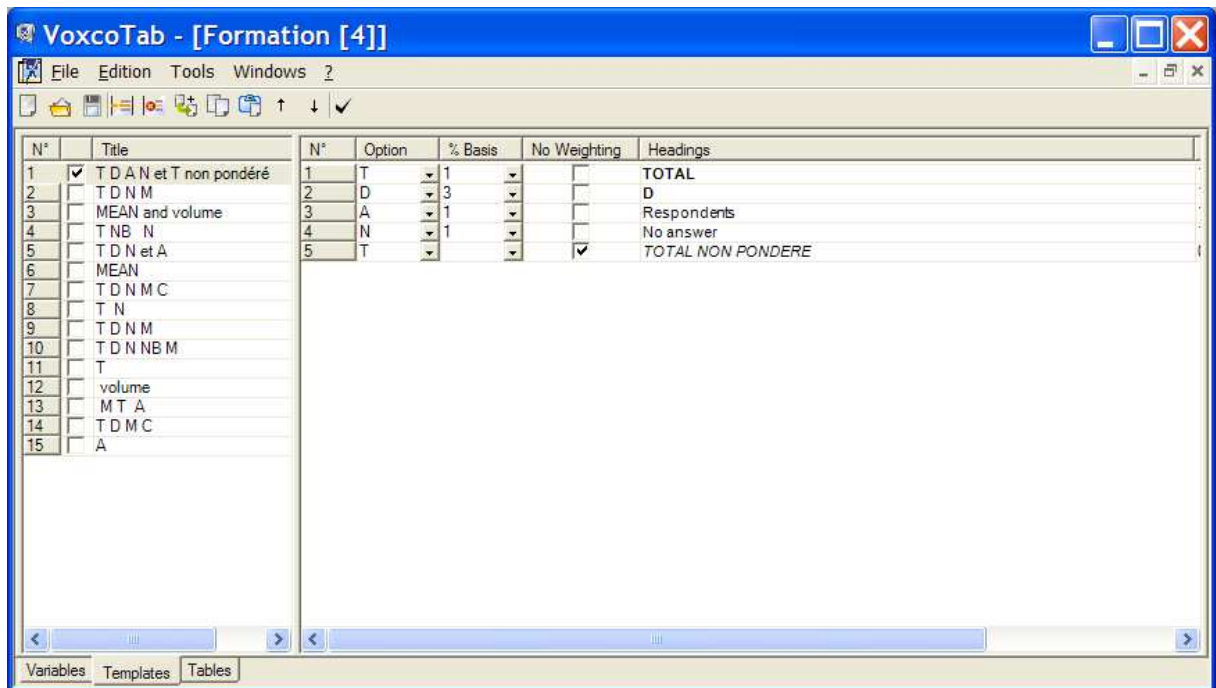 VoxcoTab - [Formation [4]]
File Edition Tools Windows ?
N° Title
1 T D A N et T non pondéré
2 T D N M
3 MEAN and volume
4 T NB N
5 T D N et A
6 MEAN
7 T D N M C
8 T N
9 T D N M
10 T D N NB M
11 T
12 volume
13 M T A
14 T D M C
15 A
N° Option % Basis No Weighting Headings
1 T 1 TOTAL
2 D 3 D
3 A 1 Respondents
4 N 1 No answer
5 T TOTAL NON PONDERE
Variables Templates Tables